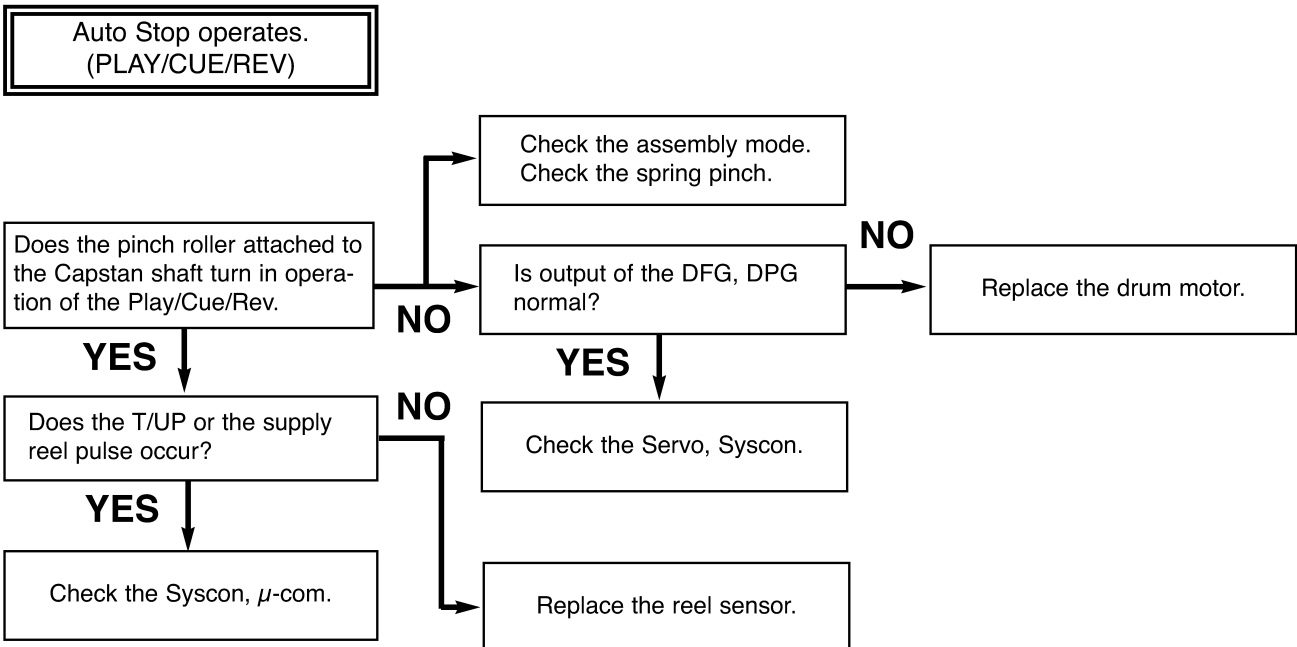 Auto Stop operates.
(PLAY/CUE/REV)
Check the assembly mode.
Check the spring pinch.
Does the pinch roller attached to
the Capstan shaft turn in opera-
tion of the Play/Cue/Rev.
NO
Is output of the DFG, DPG
normal?
NO
Replace the drum motor.
YES
YES
Does the T/UP or the supply
reel pulse occur?
NO
Check the Servo, Syscon.
YES
Check the Syscon, µ-com.
Replace the reel sensor.